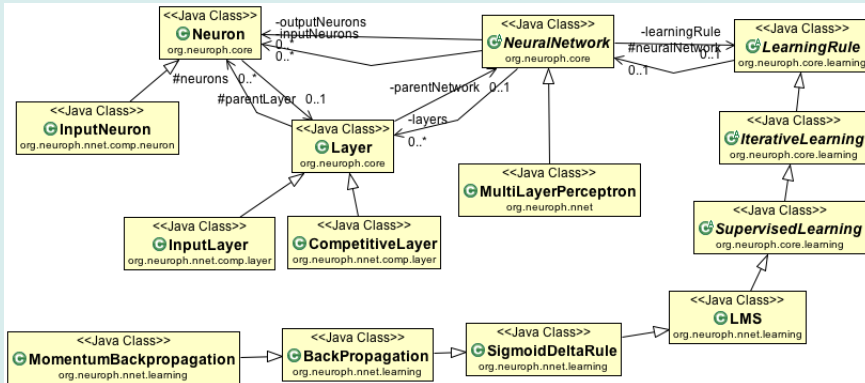 <<Java Class>>
Neuron
org.neuroph.core
-outputNeurons
-inputNeurons
0..*
0..*
<<Java Class>>
NeuralNetwork
org.neuroph.core
-learningRule
#neuralNetwork
0..1
0..1
<<Java Class>>
LearningRule
org.neuroph.core.learning
#neurons
0..*
#parentLayer
0..1
-parentNetwork
0..1
-layers
0..*
<<Java Class>>
InputNeuron
org.neuroph.nnet.comp.neuron
<<Java Class>>
Layer
org.neuroph.core
<<Java Class>>
IterativeLearning
org.neuroph.core.learning
<<Java Class>>
MultiLayerPerceptron
org.neuroph.nnet
<<Java Class>>
InputLayer
org.neuroph.nnet.comp.layer
<<Java Class>>
CompetitiveLayer
org.neuroph.nnet.comp.layer
<<Java Class>>
SupervisedLearning
org.neuroph.core.learning
<<Java Class>>
LMS
org.neuroph.nnet.learning
<<Java Class>>
MomentumBackpropagation
org.neuroph.nnet.learning
<<Java Class>>
BackPropagation
org.neuroph.nnet.learning
<<Java Class>>
SigmoidDeltaRule
org.neuroph.nnet.learning